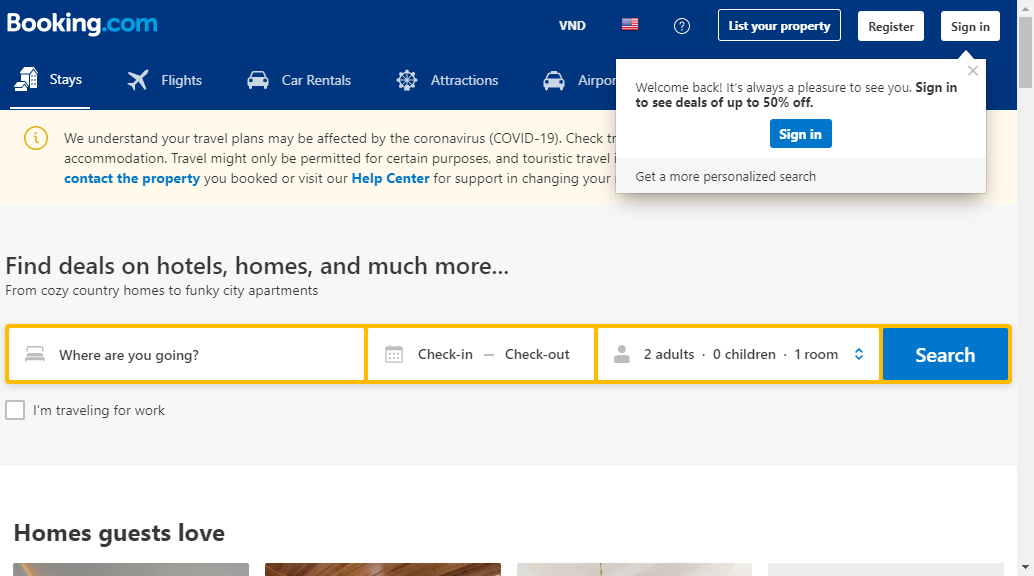 Booking.com
VND
List your property
Register
Sign in
Stays
Flights
Car Rentals
Attractions
Welcome back! It's always a pleasure to see you. Sign in
to see deals of up to 50% off.
Sign in
Get a more personalized search
We understand your travel plans may be affected by the coronavirus (COVID-19). Check
accommodation. Travel might only be permitted for certain purposes, and touristic travel
contact the property you booked or visit our Help Center for support in changing your
Find deals on hotels, homes, and much more...
From cozy country homes to funky city apartments
Where are you going?
Check-in — Check-out
2 adults · 0 children · 1 room
Search
I'm traveling for work
Homes guests love